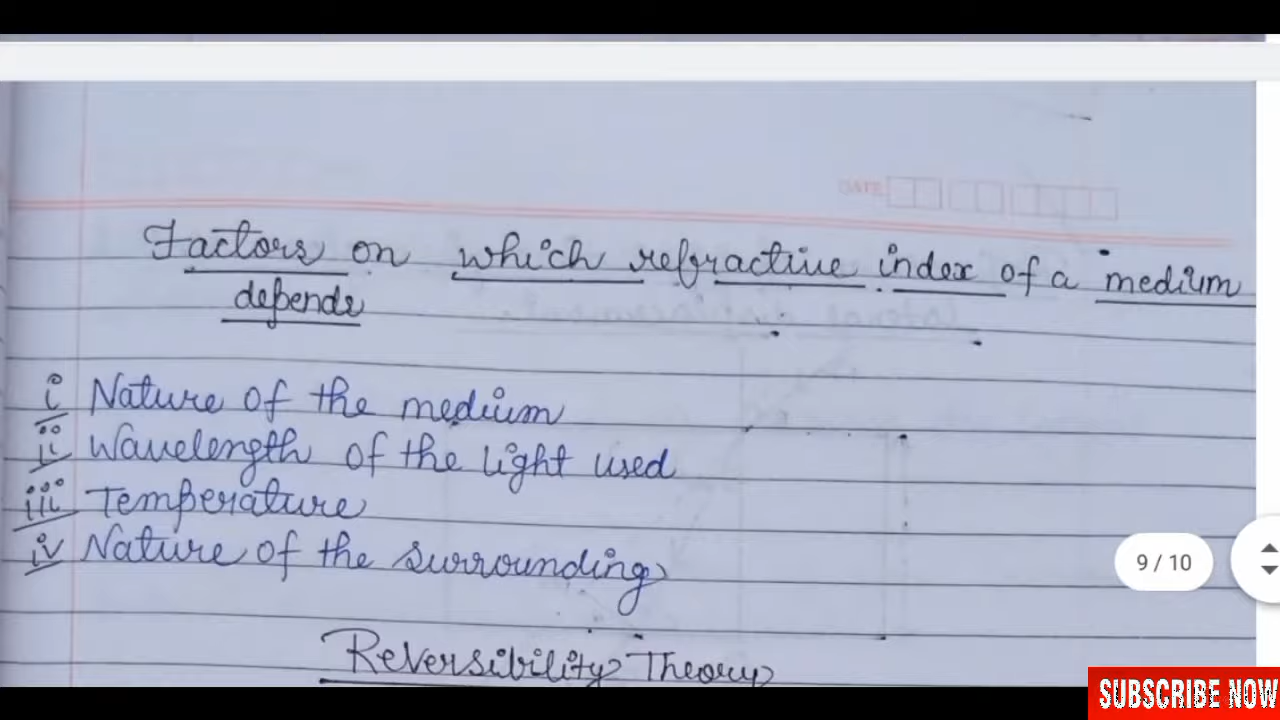 DATE
Factors on which refractive index of a medium
depends
i Nature of the medium
ii Wavelength of the light used
iii Temperature
iv Nature of the surrounding
9 / 10
Reversibility Theory
SUBSCRIBE NOW